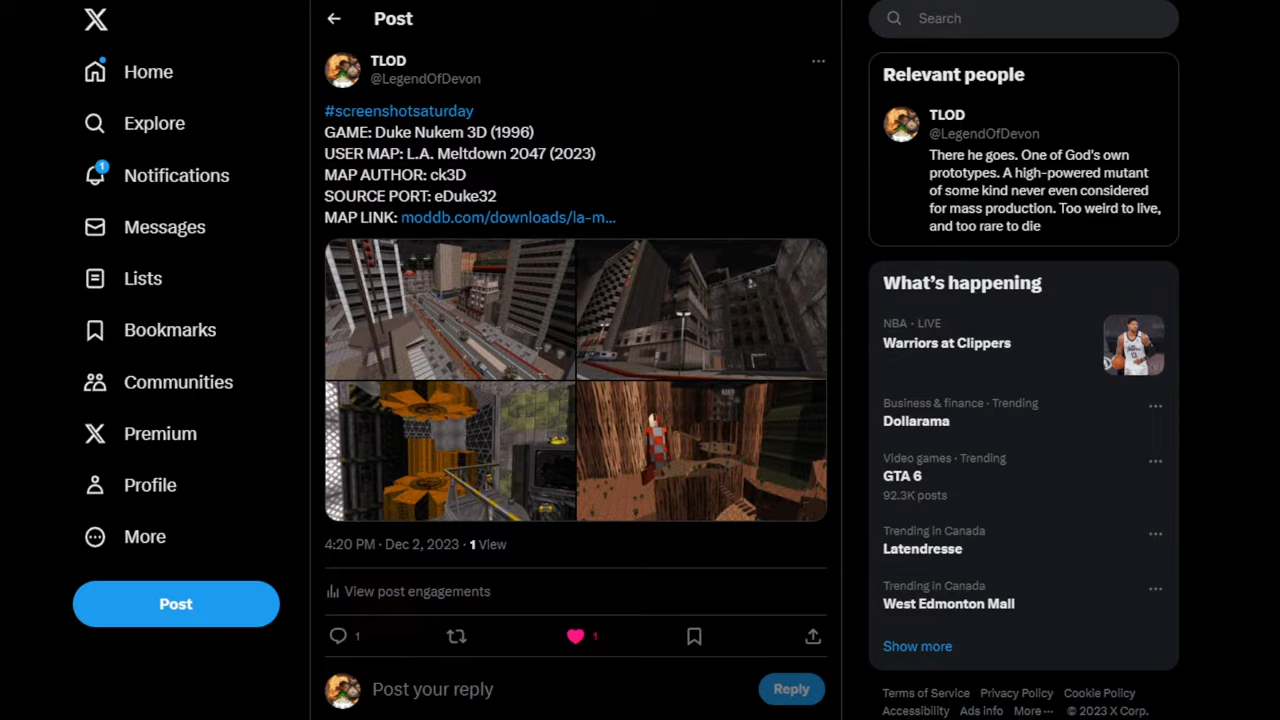 Home
Explore
1
Notifications
Messages
Lists
Bookmarks
Communities
Premium
Profile
More
Post
Post
TLOD
@LegendOfDevon
#screenshotsaturday
GAME: Duke Nukem 3D (1996)
USER MAP: L.A. Meltdown 2047 (2023)
MAP AUTHOR: ck3D
SOURCE PORT: eDuke32
MAP LINK: moddb.com/downloads/la-m...
4:20 PM · Dec 2, 2023 · 1 View
View post engagements
1
1
Post your reply
Reply
Search
Relevant people
TLOD
@LegendOfDevon
There he goes. One of God's own
prototypes. A high-powered mutant
of some kind never even considered
for mass production. Too weird to live,
and too rare to die
What's happening
NBA · LIVE
Warriors at Clippers
Business & finance · Trending
Dollarama
Video games · Trending
GTA 6
92.3K posts
Trending in Canada
Latendresse
Trending in Canada
West Edmonton Mall
Show more
Terms of Service Privacy Policy Cookie Policy
Accessibility Ads info More ··· © 2023 X Corp.